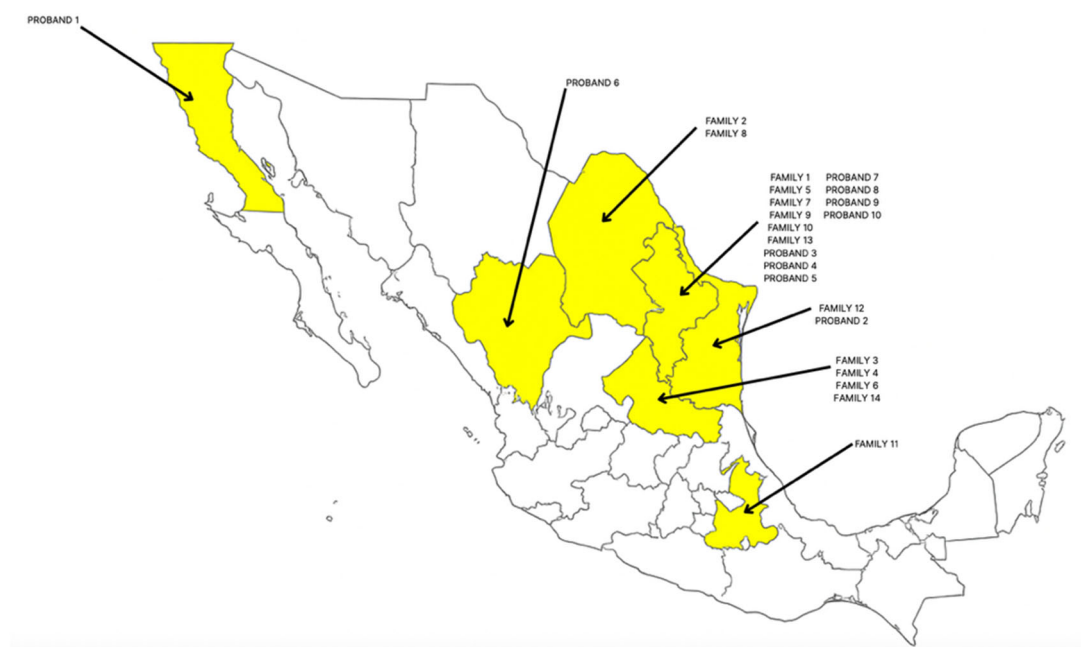 PROBAND 1
PROBAND 6
FAMILY 2
FAMILY 8
FAMILY 1 PROBAND 7
FAMILY 5 PROBAND 8
FAMILY 7 PROBAND 9
FAMILY 9 PROBAND 10
FAMILY 10
FAMILY 13
PROBAND 3
PROBAND 4
PROBAND 5
FAMILY 12
PROBAND 2
FAMILY 3
FAMILY 4
FAMILY 6
FAMILY 14
FAMILY 11